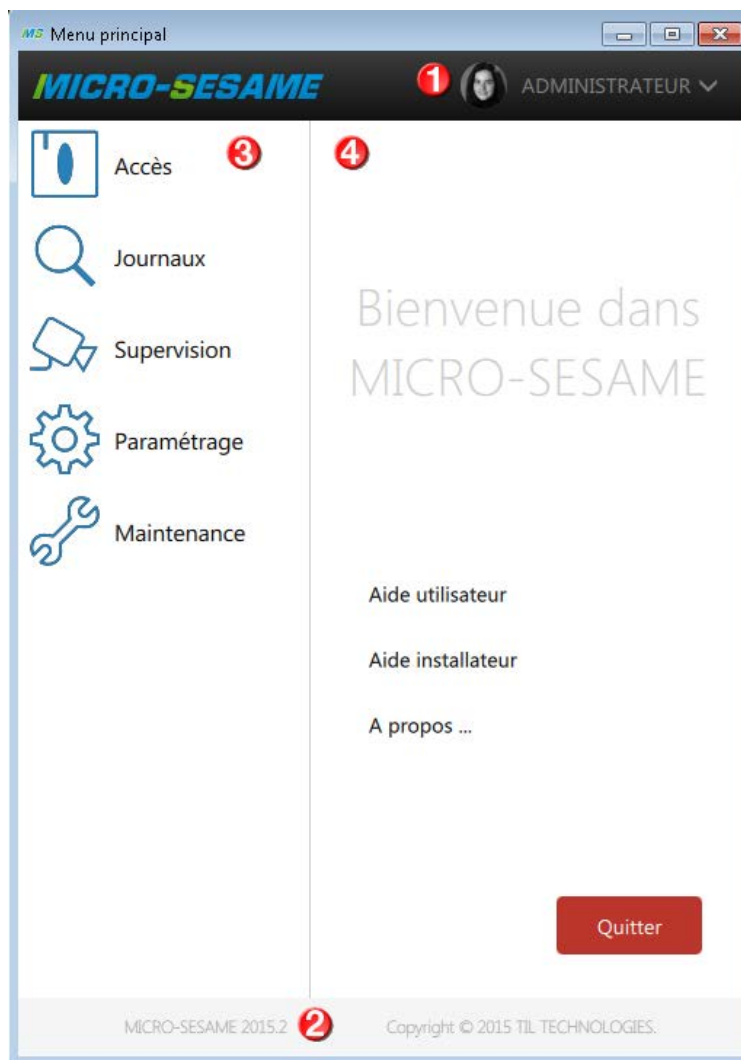 MS Menu principal
MICRO-SESAME 1 ADMINISTRATEUR
Accès 3 4
Journaux
Supervision
Paramétrage
Maintenance
Bienvenue dans
MICRO-SESAME
Aide utilisateur
Aide installateur
A propos ...
Quitter
MICRO-SESAME 2015.2 2 Copyright © 2015 TIL TECHNOLOGIES.